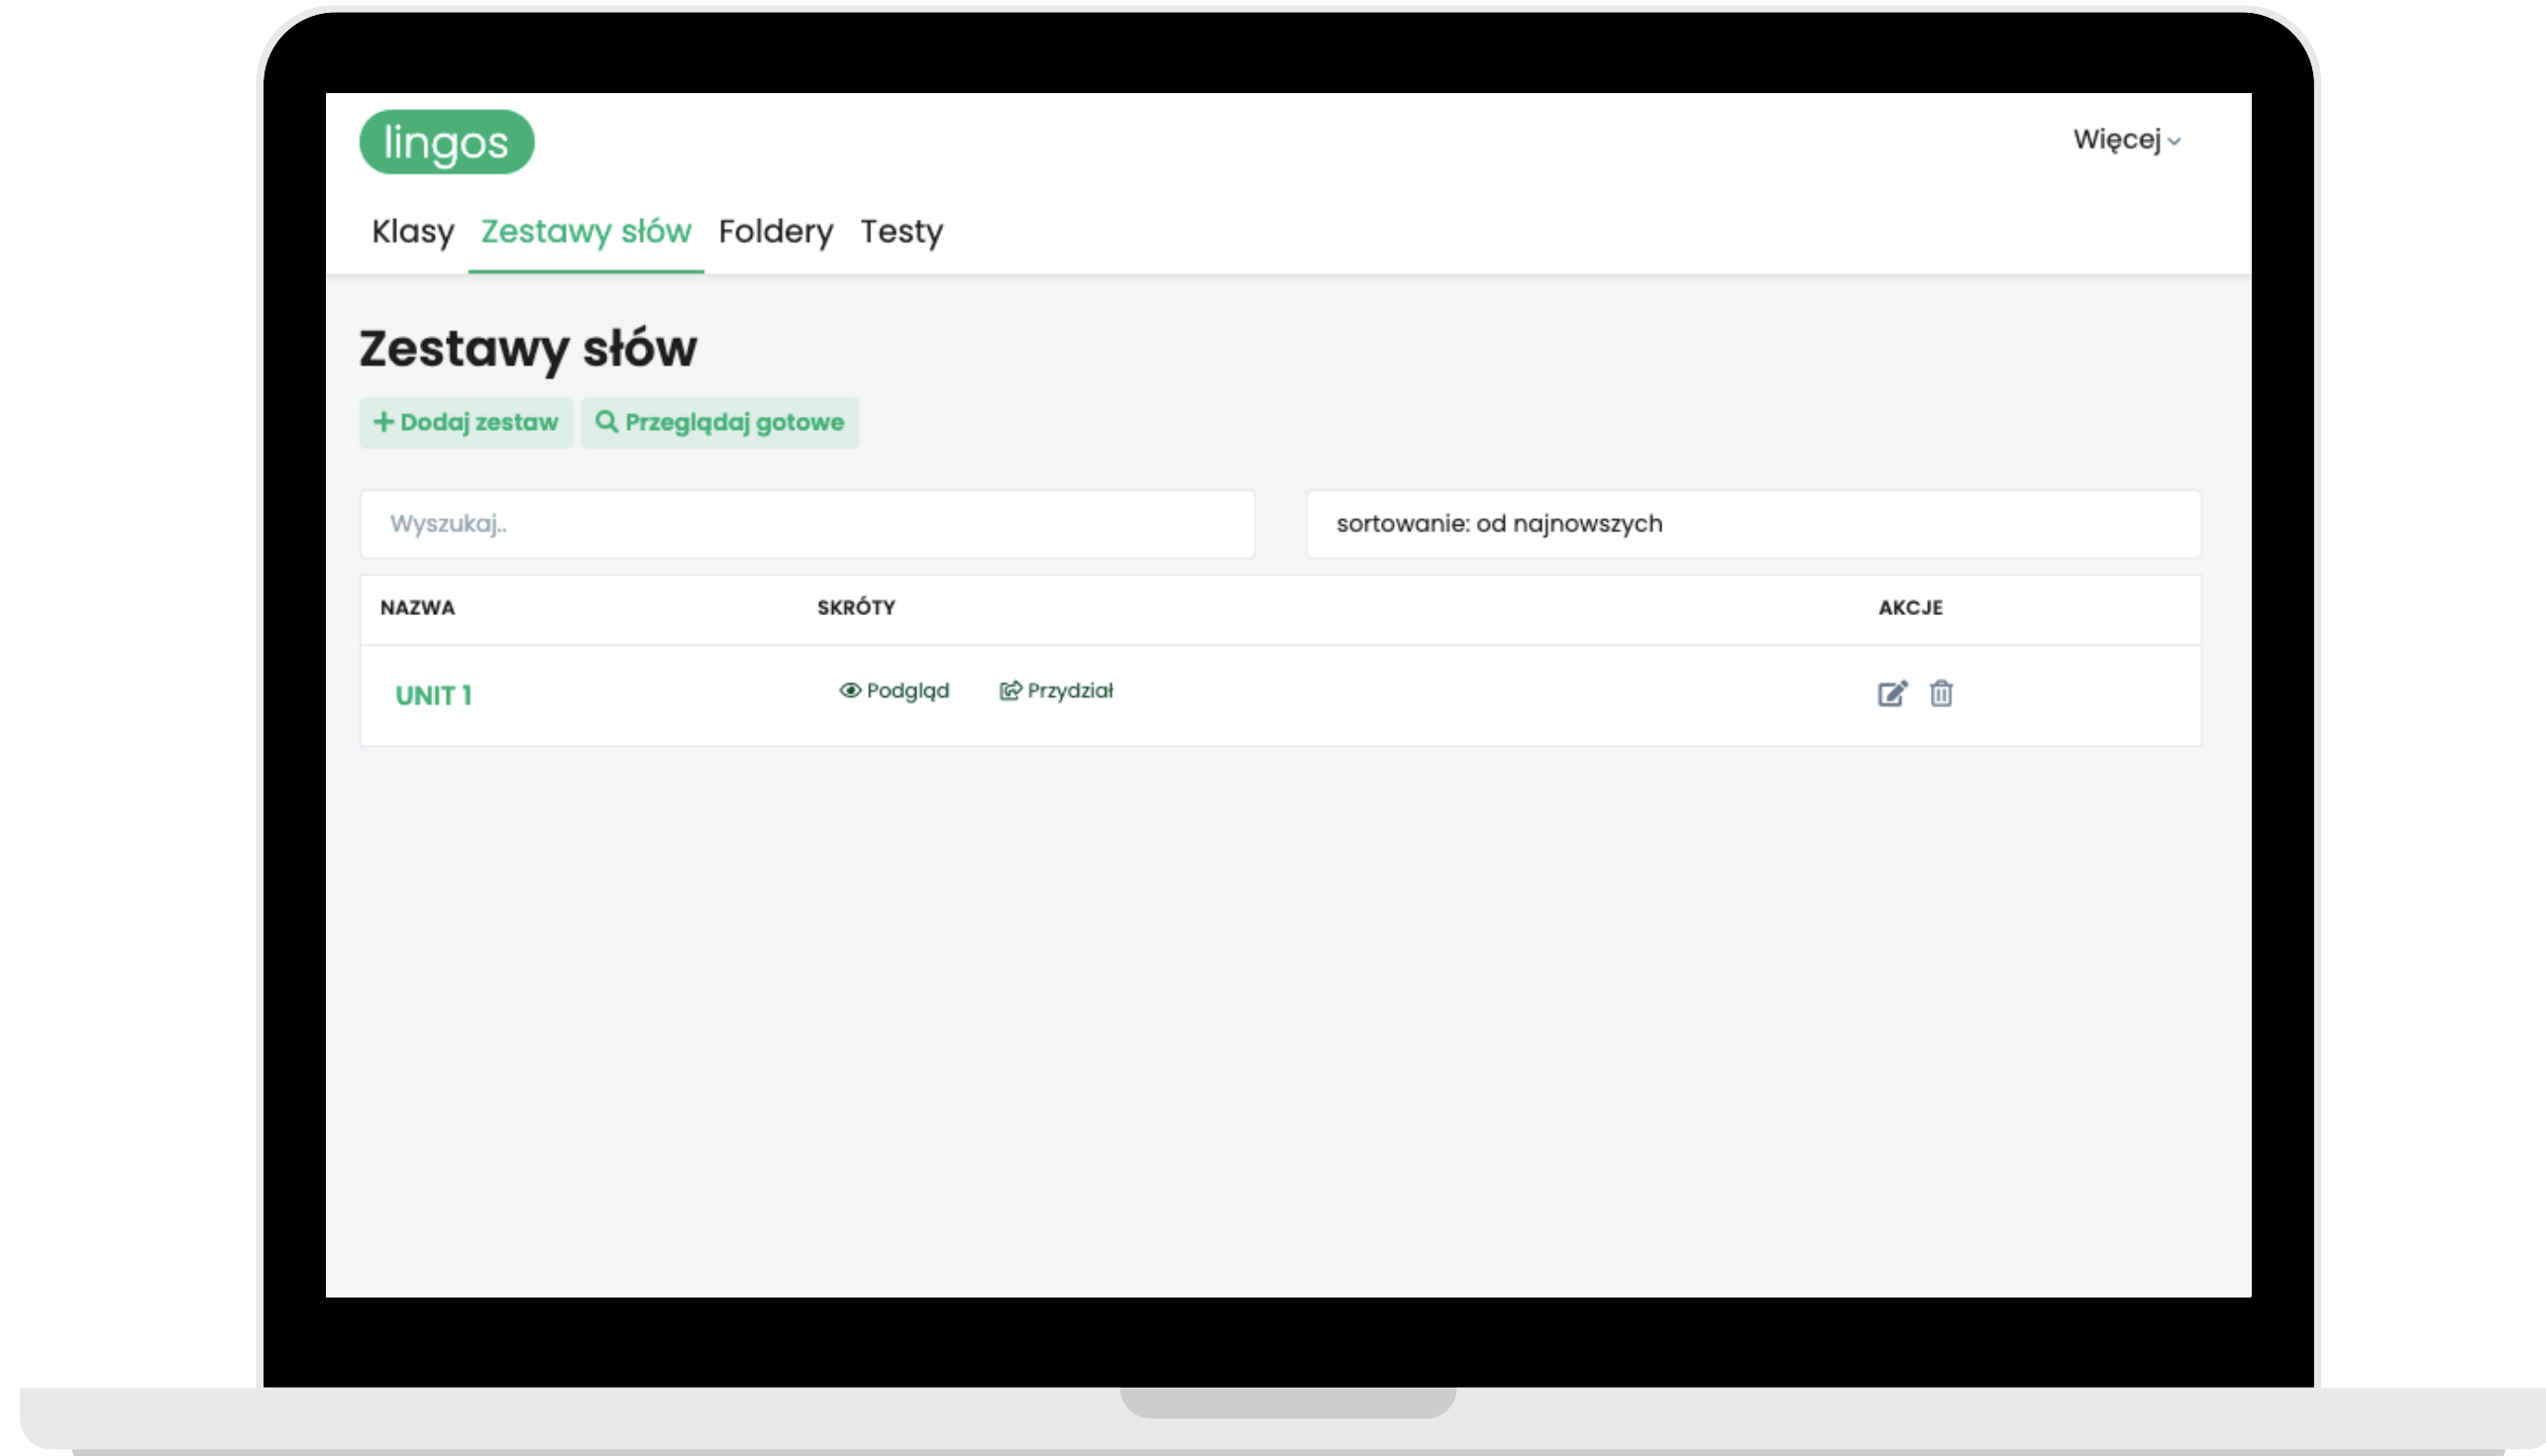 lingos
Więcej
Klasy Zestawy słów Foldery Testy
Zestawy słów
Dodaj zestaw Przeglądaj gotowe
Wyszukaj.. sortowanie: od najnowszych
NAZWA SKRÓTY AKCJE
UNIT 1 Podgląd Przydział